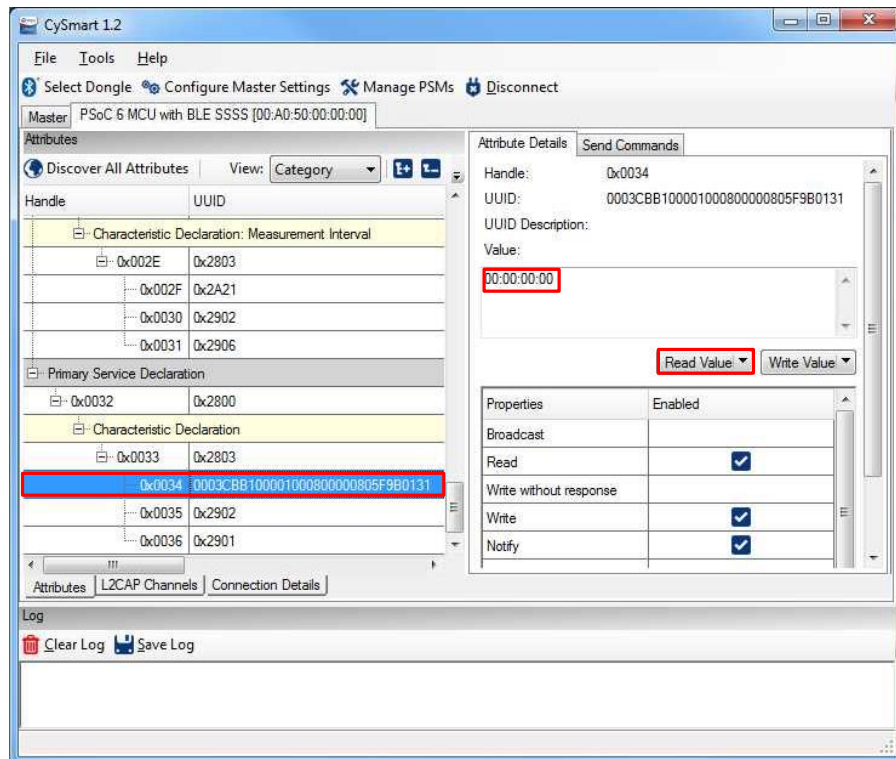 CySmart 1.2
File Tools Help
Select Dongle Configure Master Settings Manage PSMs Disconnect
Master PSoC 6 MCU with BLE SSSS [00:A0:50:00:00:00]
Attributes
Discover All Attributes View: Category
Handle UUID
Characteristic Declaration: Measurement Interval
0x002E 0x2803
0x002F 0x2A21
0x0030 0x2902
0x0031 0x2906
Primary Service Declaration
0x0032 0x2800
Characteristic Declaration
0x0033 0x2803
0x0034 0003CBB100001000800000805F9B0131
0x0035 0x2902
0x0036 0x2901
Attributes L2CAP Channels Connection Details
Attribute Details Send Commands
Handle: 0x0034
UUID: 0003CBB100001000800000805F9B0131
UUID Description:
Value:
00:00:00:00
Read Value Write Value
Properties Enabled
Broadcast
Read
Write without response
Write
Notify
Log
Clear Log Save Log